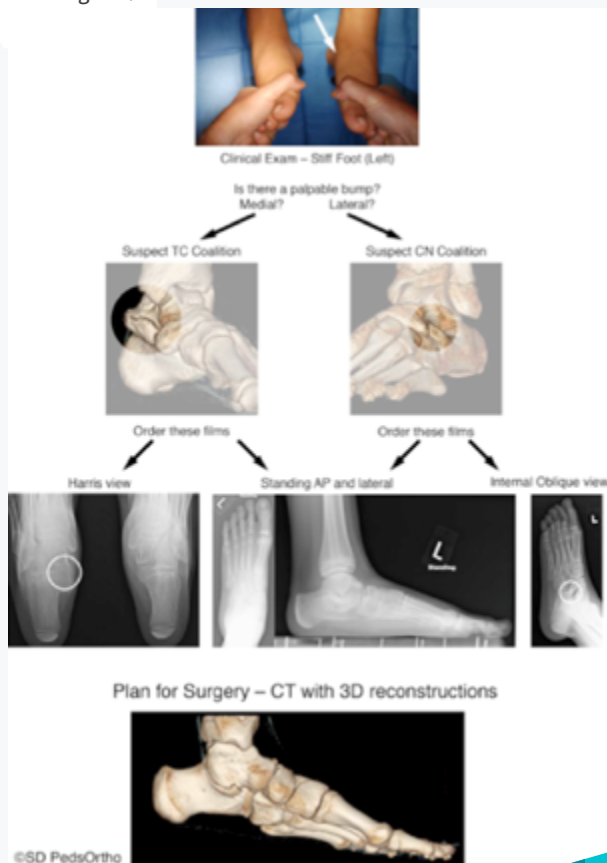 Clinical Exam – Stiff Foot (Left)
Is there a palpable bump?
Medial? Lateral?
Suspect TC Coalition Suspect CN Coalition
Order these films Order these films
Harris view Standing AP and lateral Internal Oblique view
L
Standing
L
Plan for Surgery – CT with 3D reconstructions
©SD PedsOrtho